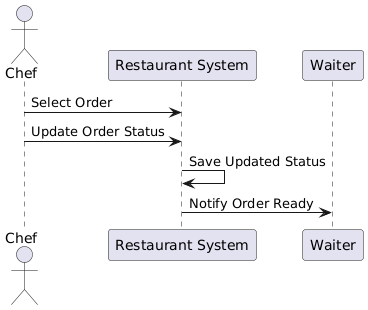 Chef
Restaurant System
Waiter
Select Order
Update Order Status
Save Updated Status
Notify Order Ready
Chef
Restaurant System
Waiter